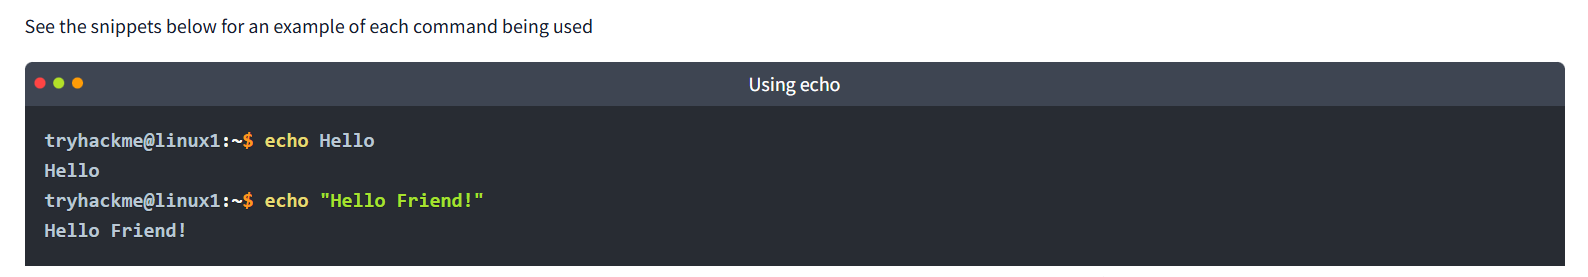 See the snippets below for an example of each command being used
Using echo
tryhackme@linux1:~$ echo Hello
Hello
tryhackme@linux1:~$ echo "Hello Friend!"
Hello Friend!